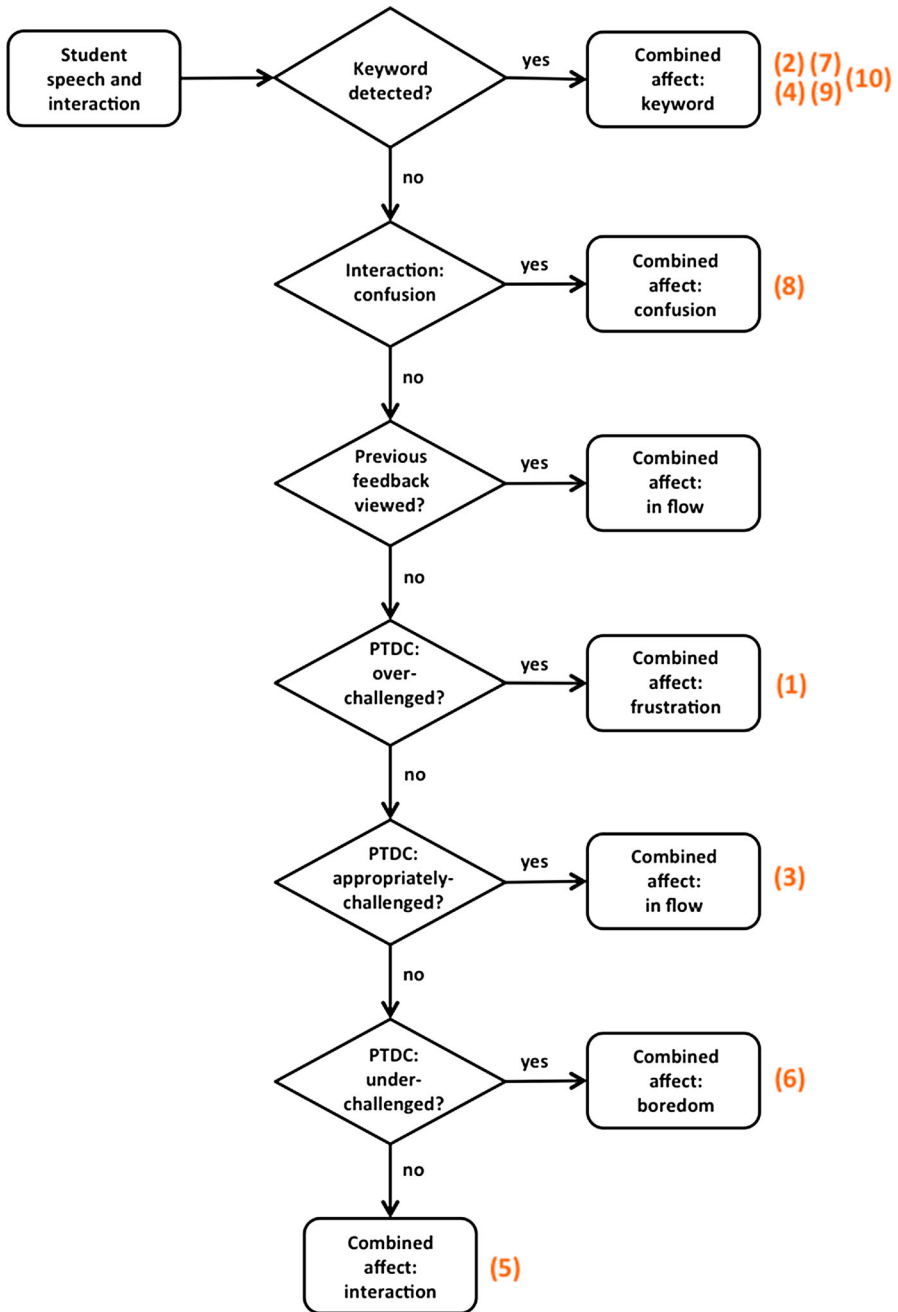 Student
speech and
interaction
Keyword
detected?
yes
Combined
affect:
keyword
(2) (7)
(4) (9)
(10)
no
Interaction:
confusion
yes
Combined
affect:
confusion
(8)
no
Previous
feedback
viewed?
yes
Combined
affect:
in flow
no
PTDC:
over-
challenged?
yes
Combined
affect:
frustration
(1)
no
PTDC:
appropriately-
challenged?
yes
Combined
affect:
in flow
(3)
no
PTDC:
under-
challenged?
yes
Combined
affect:
boredom
(6)
no
Combined
affect:
interaction
(5)